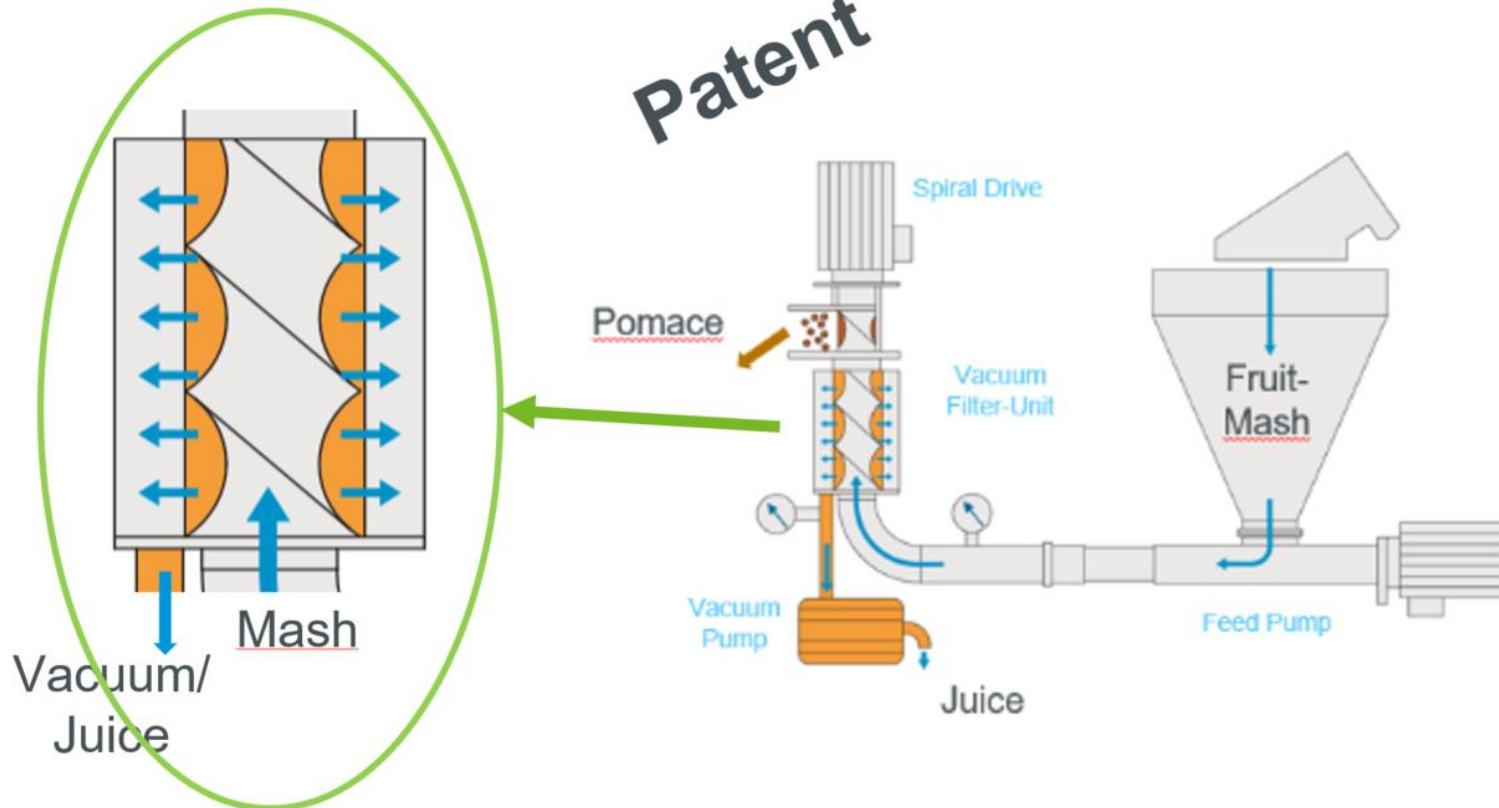 Patent
Mash
Vacuum/
Juice
Spiral Drive
Pomace
Vacuum
Filter-Unit
Fruit-
Mash
Vacuum
Pump
Feed Pump
Juice